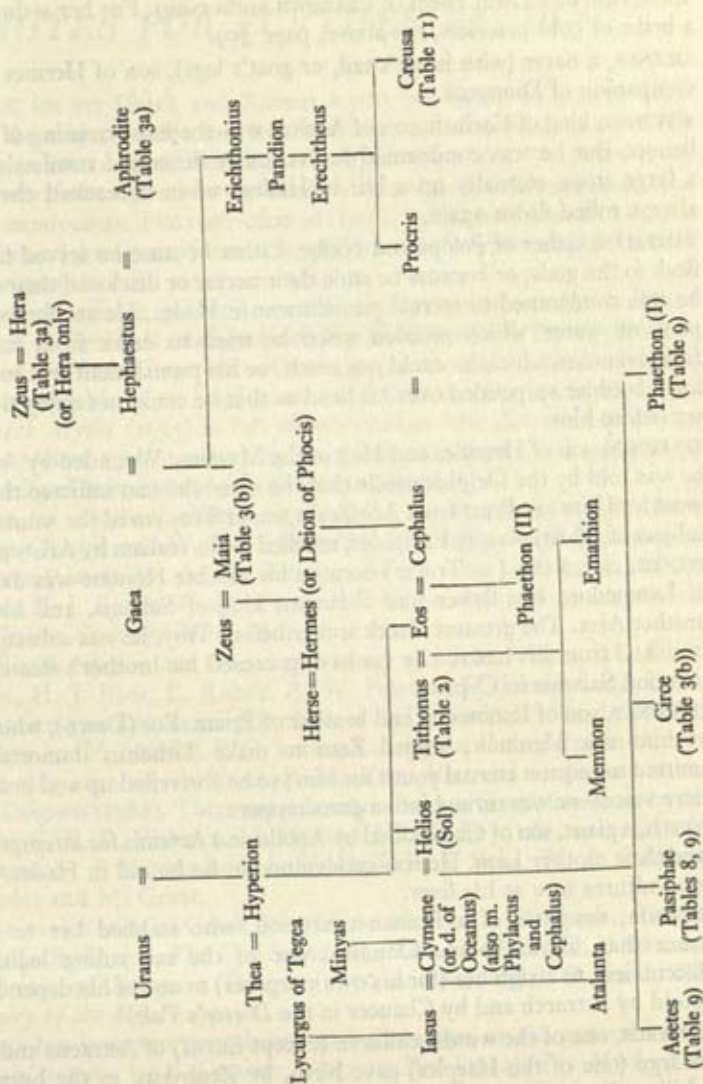 Zeus = Hera
(Table 3a)
(or Hera only)
Gaea = Hephaestus = Aphrodite
(Table 3a)
Erichthonius
Pandion
Erechtheus
Procris
Creusa
(Table 11)
Uranus =
Zeus = Maia
(Table 3(b))
Thea = Hyperion
Herse = Hermes (or Deion of Phocis)
Lycurgus of Tegea
Minyas
Iasus = Clymene = Helios
(Sol)
(or d. of
Oceanus)
(also m.
Phylacus
and
Cephalus)
Tithonus = Eos = Cephalus =
(Table 2)
Phaethon (II)
Atalanta
Memnon
Emathion
Aeetes
(Table 9)
Pasiphae
(Tables 8, 9)
Circe
(Table 3(b))
Phaethon (I)
(Table 9)